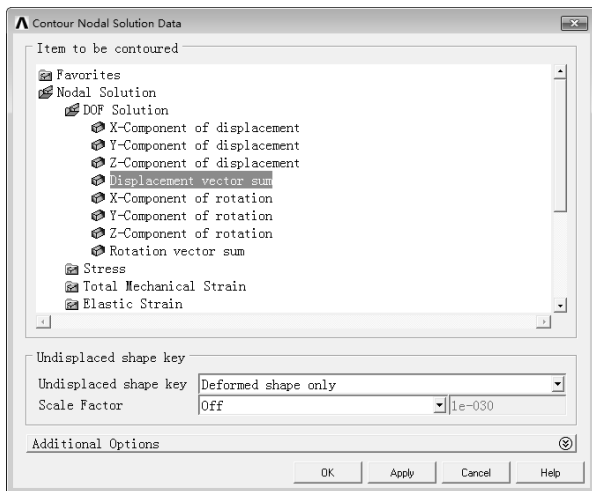 Contour Nodal Solution Data
Item to be contoured
Favorites
Nodal Solution
DOF Solution
X-Component of displacement
Y-Component of displacement
Z-Component of displacement
Displacement vector sum
X-Component of rotation
Y-Component of rotation
Z-Component of rotation
Rotation vector sum
Stress
Total Mechanical Strain
Elastic Strain
Undisplaced shape key
Undisplaced shape key Deformed shape only
Scale Factor Off 1e-030
Additional Options
OK Apply Cancel Help